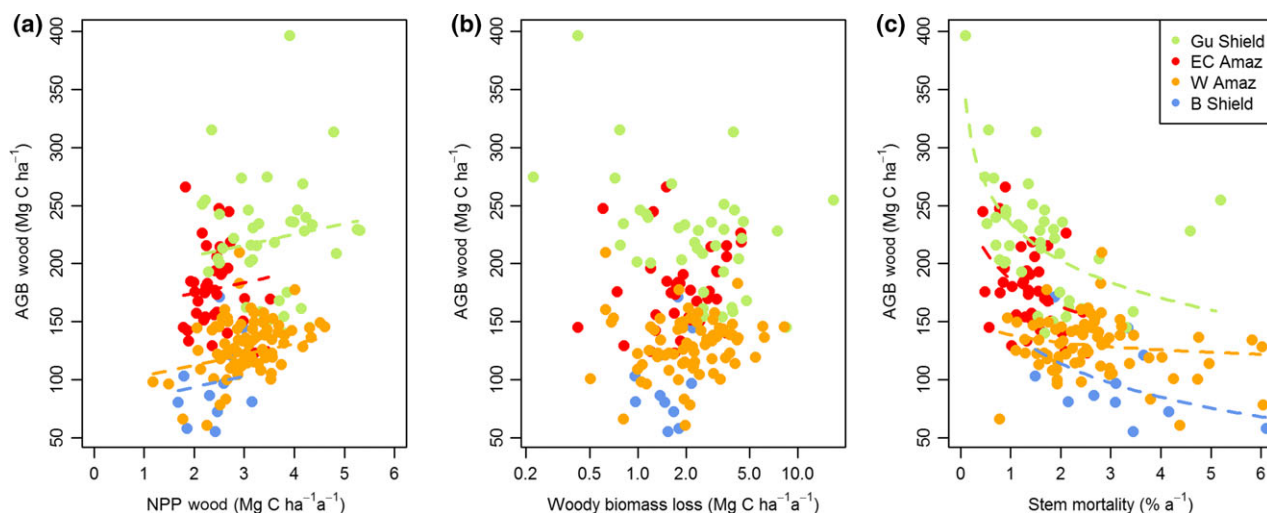 (a)
400
350
300
250
200
150
100
50
AGB wood (Mg C ha⁻¹)
0 1 2 3 4 5 6
NPP wood (Mg C ha⁻¹a⁻¹)
(b)
400
350
300
250
200
150
100
50
AGB wood (Mg C ha⁻¹)
0.2 0.5 1.0 2.0 5.0 10.0
Woody biomass loss (Mg C ha⁻¹a⁻¹)
(c)
400
350
300
250
200
150
100
50
AGB wood (Mg C ha⁻¹)
0 1 2 3 4 5 6
Stem mortality (% a⁻¹)
Gu Shield
EC Amaz
W Amaz
B Shield